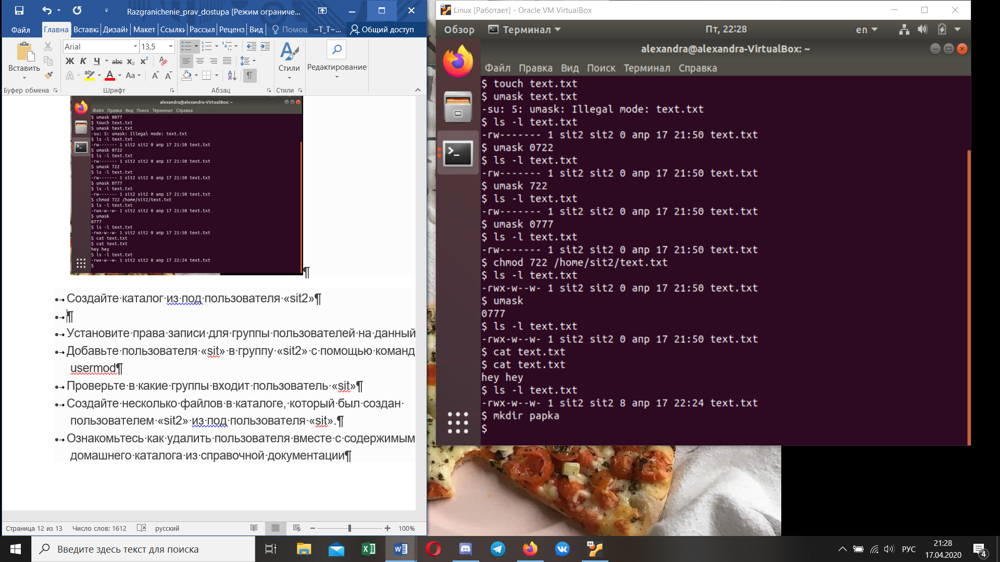 Razgranichenie_prav_dostupa [Режим ограниче...
Файл Главна Вставка Дизайн Макет Ссылки Рассыл Реценз Вид Помощ ~T_T~... Общий доступ
Вставить
Arial 13,5
Ж К Ч abc x₂ x²
А Аа А А
Стили
Редактирование
Буфер обмена Шрифт Абзац Стили
alexandra@alexandra-VirtualBox: ~
Файл Правка Вид Поиск Терминал Справка
$ umask 0077
$ touch text.txt
$ umask text.txt
-su: 5: umask: Illegal mode: text.txt
$ ls -l text.txt
-rw------- 1 sit2 sit2 0 апр 17 21:50 text.txt
$ umask 0722
$ ls -l text.txt
-rw------- 1 sit2 sit2 0 апр 17 21:50 text.txt
$ umask 722
$ ls -l text.txt
-rw------- 1 sit2 sit2 0 апр 17 21:50 text.txt
$ umask 0777
$ ls -l text.txt
-rw------- 1 sit2 sit2 0 апр 17 21:50 text.txt
$ chmod 722 /home/sit2/text.txt
$ ls -l text.txt
-rwx-w--w- 1 sit2 sit2 0 апр 17 21:50 text.txt
$ umask
0777
$ ls -l text.txt
-rwx-w--w- 1 sit2 sit2 0 апр 17 21:50 text.txt
$ cat text.txt
$ cat text.txt
hey hey
$ ls -l text.txt
-rwx-w--w- 1 sit2 sit2 8 апр 17 22:24 text.txt
$
¶
•→Создайте·каталог·из·под·пользователя·«sit2»¶
•→¶
•→Установите·права·записи·для·группы·пользователей·на·данный
•→Добавьте·пользователя·«sit»·в·группу·«sit2»·с·помощью·команд
usermod¶
•→Проверьте·в·какие·группы·входит·пользователь·«sit»¶
•→Создайте·несколько·файлов·в·каталоге,·который·был·создан·
пользователем·«sit2»·из·под·пользователя·«sit».¶
•→Ознакомьтесь·как·удалить·пользователя·вместе·с·содержимым
домашнего·каталога·из·справочной·документации¶
Страница 12 из 13 Число слов: 1612 русский 100%
Linux [Работает] - Oracle VM VirtualBox
Обзор Терминал Пт, 22:28 en
alexandra@alexandra-VirtualBox: ~
Файл Правка Вид Поиск Терминал Справка
$ touch text.txt
$ umask text.txt
-su: 5: umask: Illegal mode: text.txt
$ ls -l text.txt
-rw------- 1 sit2 sit2 0 апр 17 21:50 text.txt
$ umask 0722
$ ls -l text.txt
-rw------- 1 sit2 sit2 0 апр 17 21:50 text.txt
$ umask 722
$ ls -l text.txt
-rw------- 1 sit2 sit2 0 апр 17 21:50 text.txt
$ umask 0777
$ ls -l text.txt
-rw------- 1 sit2 sit2 0 апр 17 21:50 text.txt
$ chmod 722 /home/sit2/text.txt
$ ls -l text.txt
-rwx-w--w- 1 sit2 sit2 0 апр 17 21:50 text.txt
$ umask
0777
$ ls -l text.txt
-rwx-w--w- 1 sit2 sit2 0 апр 17 21:50 text.txt
$ cat text.txt
$ cat text.txt
hey hey
$ ls -l text.txt
-rwx-w--w- 1 sit2 sit2 8 апр 17 22:24 text.txt
$ mkdir papka
$
Введите здесь текст для поиска
РУС
21:28
17.04.2020
4